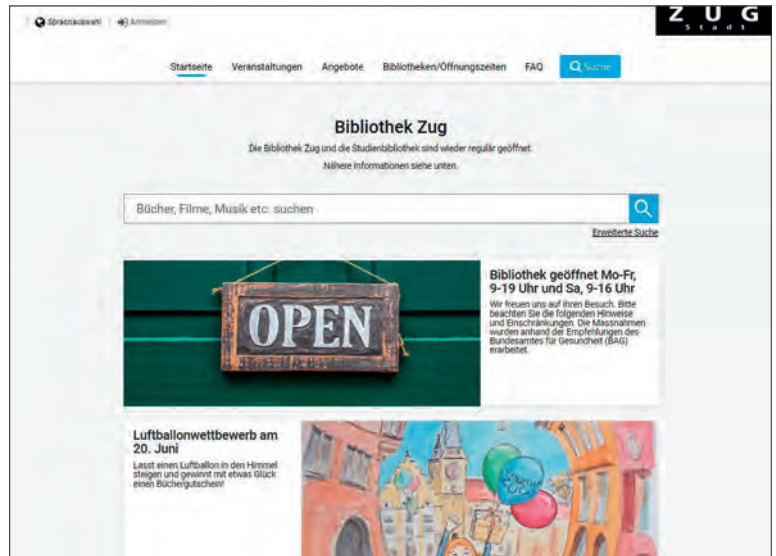 Sprachauswahl Anmelden
ZUG
Stadt
Startseite Veranstaltungen Angebote Bibliotheken/Öffnungszeiten FAQ Suche
Bibliothek Zug
Die Bibliothek Zug und die Studienbibliothek sind wieder regulär geöffnet.
Nähere Informationen siehe unten.
Bücher, Filme, Musik etc. suchen
Erweiterte Suche
OPEN
Bibliothek geöffnet Mo-Fr,
9-19 Uhr und Sa, 9-16 Uhr
Wir freuen uns auf Ihren Besuch. Bitte
beachten Sie die folgenden Hinweise
und Einschränkungen. Die Massnahmen
wurden anhand der Empfehlungen des
Bundesamtes für Gesundheit (BAG)
erarbeitet.
Luftballonwettbewerb am
20. Juni
Lasst einen Luftballon in den Himmel
steigen und gewinnt mit etwas Glück
einen Büchergutschein!